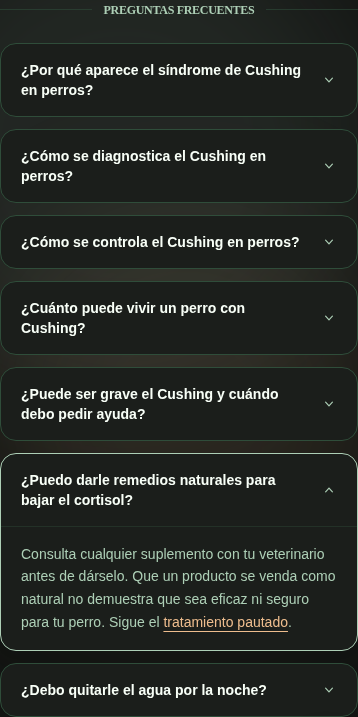 PREGUNTAS FRECUENTES
¿Por qué aparece el síndrome de Cushing
en perros?
¿Cómo se diagnostica el Cushing en
perros?
¿Cómo se controla el Cushing en perros?
¿Cuánto puede vivir un perro con
Cushing?
¿Puede ser grave el Cushing y cuándo
debo pedir ayuda?
¿Puedo darle remedios naturales para
bajar el cortisol?
Consulta cualquier suplemento con tu veterinario
antes de dárselo. Que un producto se venda como
natural no demuestra que sea eficaz ni seguro
para tu perro. Sigue el tratamiento pautado.
¿Debo quitarle el agua por la noche?